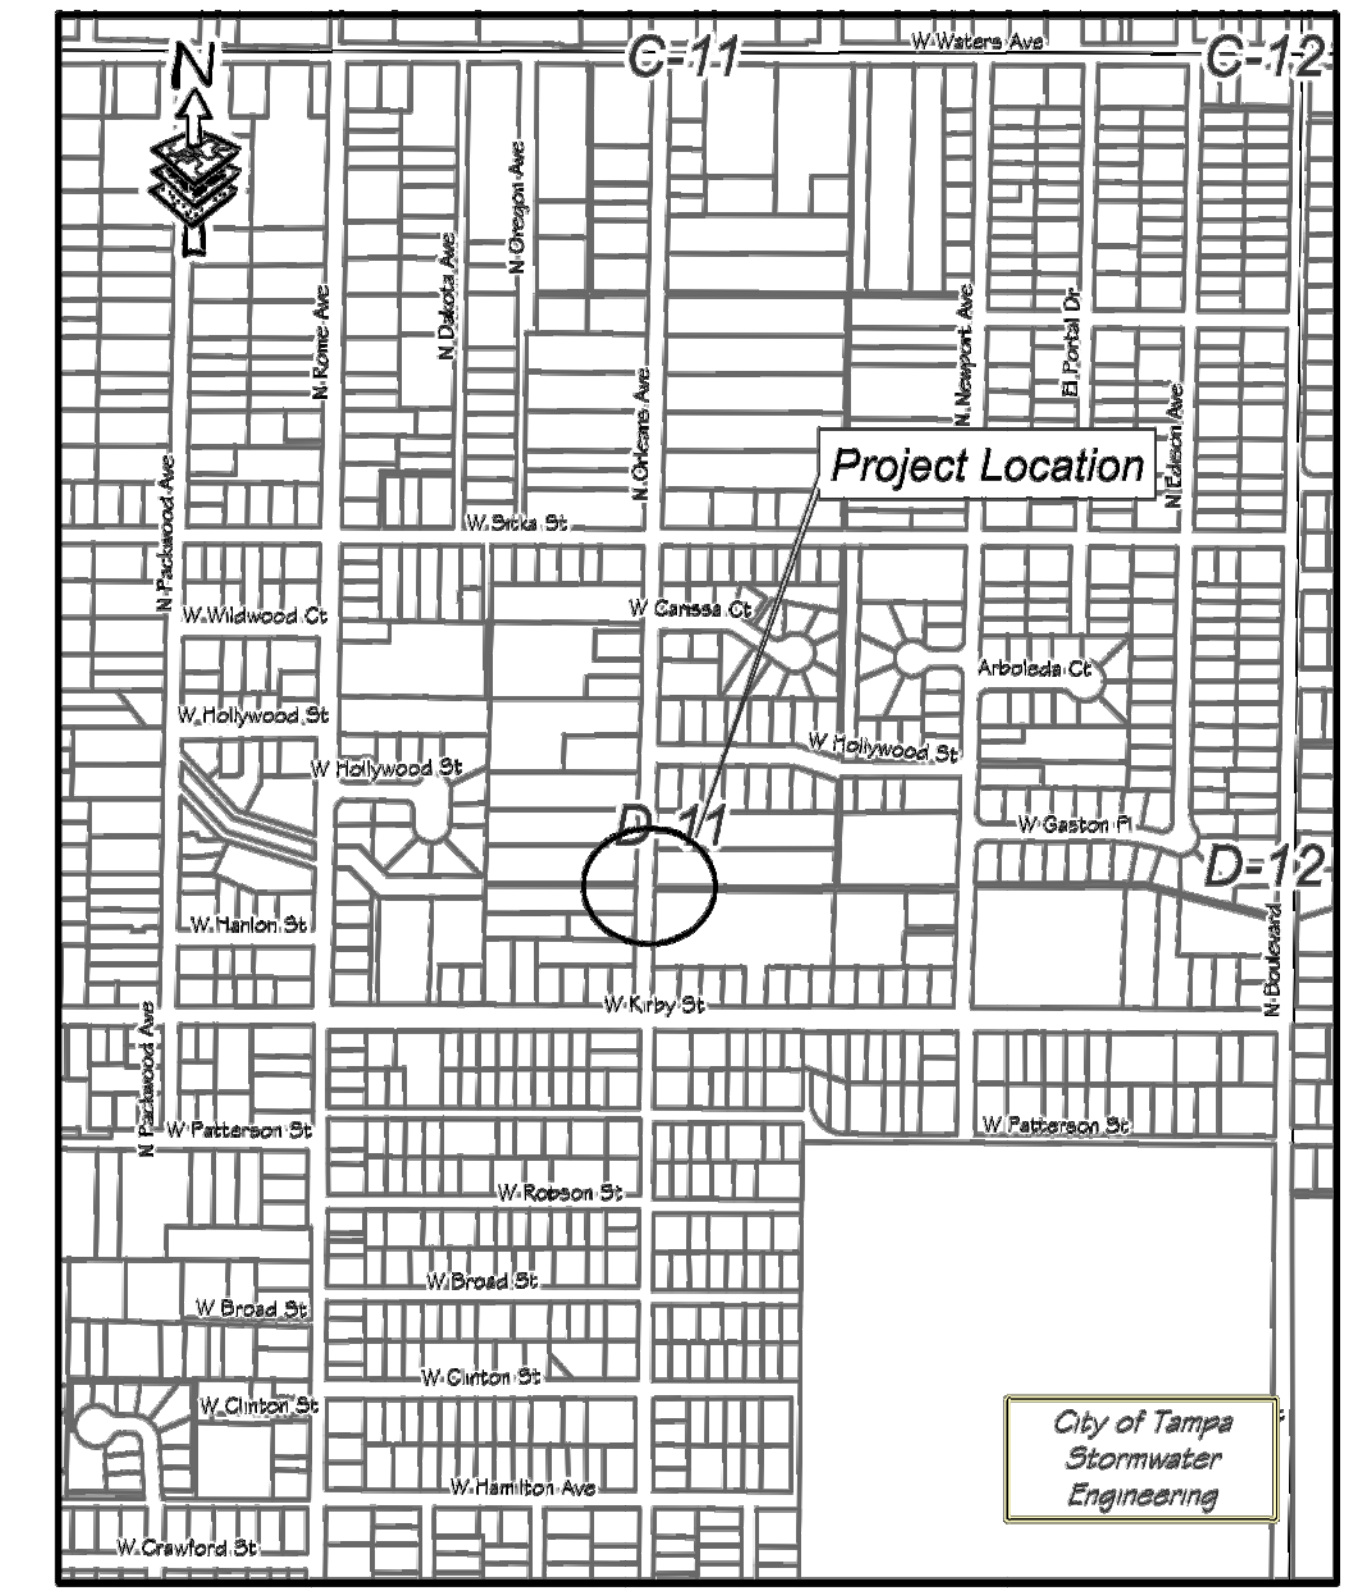 W Waters Ave
C-11
C-12
N
N Oregon Ave
N Dakota Ave
N Rome Ave
N Newport Ave
El Portal Dr
N Orleans Ave
N Edison Ave
Project Location
N Packwood Ave
W Sitka St
W Carissa Ct
W Wildwood Ct
Arboleda Ct
W Hollywood St
W Hollywood St
W Hollywood St
D-11
W Gaston Pl
D-12
W Hanlon St
N Boulevard
W Kirby St
N Packwood Ave
W Patterson St
W Patterson St
W Robson St
W Broad St
W Broad St
W Clinton St
W Clinton St
City of Tampa
Stormwater
Engineering
W Hamilton Ave
W Crawford St